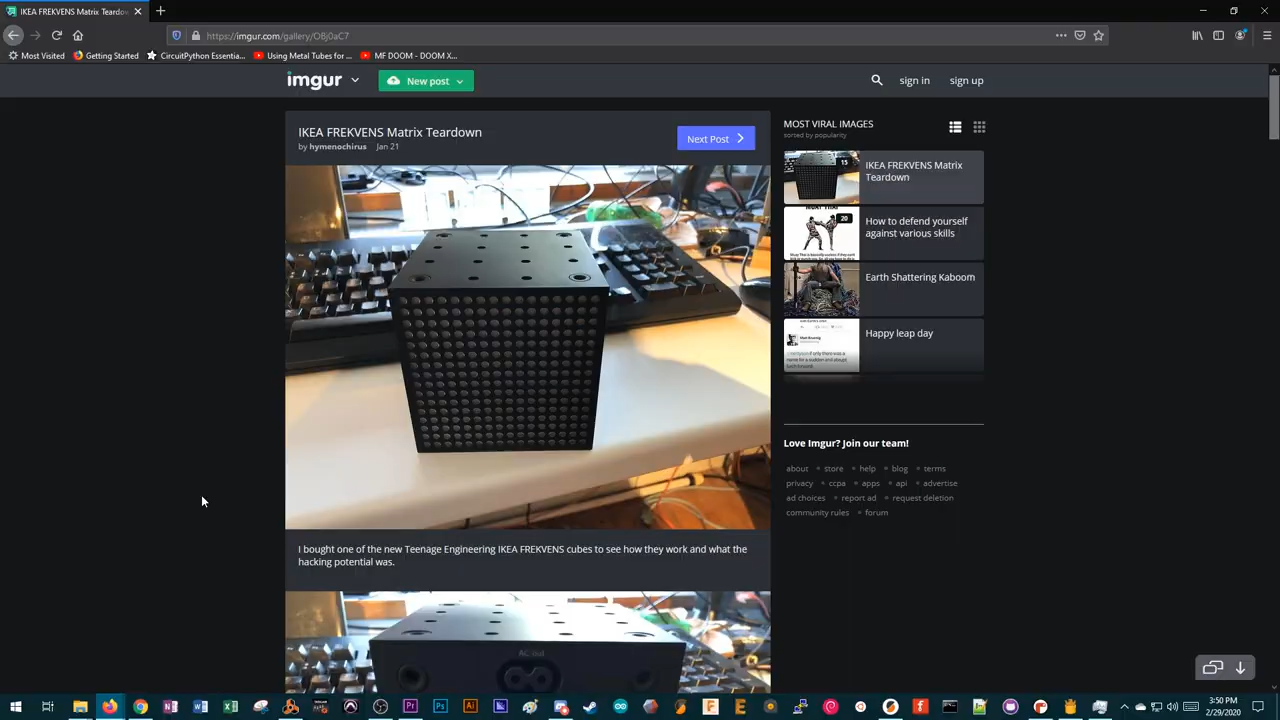 IKEA FREKVENS Matrix Teardow
https://imgur.com/gallery/OBj0aC7
Most Visited
Getting Started
CircuitPython Essentia...
Using Metal Tubes for ...
MF DOOM - DOOM X...
imgur
New post
sign in
sign up
IKEA FREKVENS Matrix Teardown
by hymenochirus Jan 21
Next Post
AC out
I bought one of the new Teenage Engineering IKEA FREKVENS cubes to see how they work and what the
hacking potential was.
MOST VIRAL IMAGES
sorted by popularity
15
IKEA FREKVENS Matrix
Teardown
20
How to defend yourself
against various skills
Earth Shattering Kaboom
Happy leap day
Love Imgur? Join our team!
about store help blog terms
privacy ccpa apps api advertise
ad choices report ad request deletion
community rules forum
3:50 PM
2/29/2020